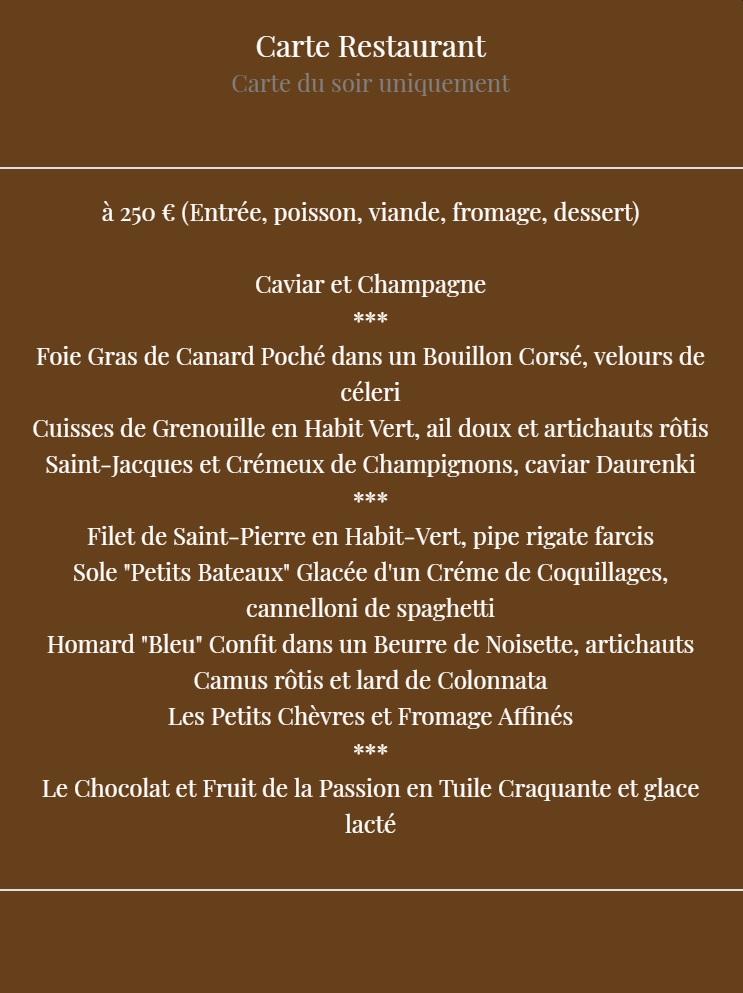 Carte Restaurant
Carte du soir uniquement
à 250 € (Entrée, poisson, viande, fromage, dessert)
Caviar et Champagne
***
Foie Gras de Canard Poché dans un Bouillon Corsé, velours de
céleri
Cuisses de Grenouille en Habit Vert, ail doux et artichauts rôtis
Saint-Jacques et Crémeux de Champignons, caviar Daurenki
***
Filet de Saint-Pierre en Habit-Vert, pipe rigate farcis
Sole "Petits Bateaux" Glacée d'un Créme de Coquillages,
cannelloni de spaghetti
Homard "Bleu" Confit dans un Beurre de Noisette, artichauts
Camus rôtis et lard de Colonnata
Les Petits Chèvres et Fromage Affinés
***
Le Chocolat et Fruit de la Passion en Tuile Craquante et glace
lacté